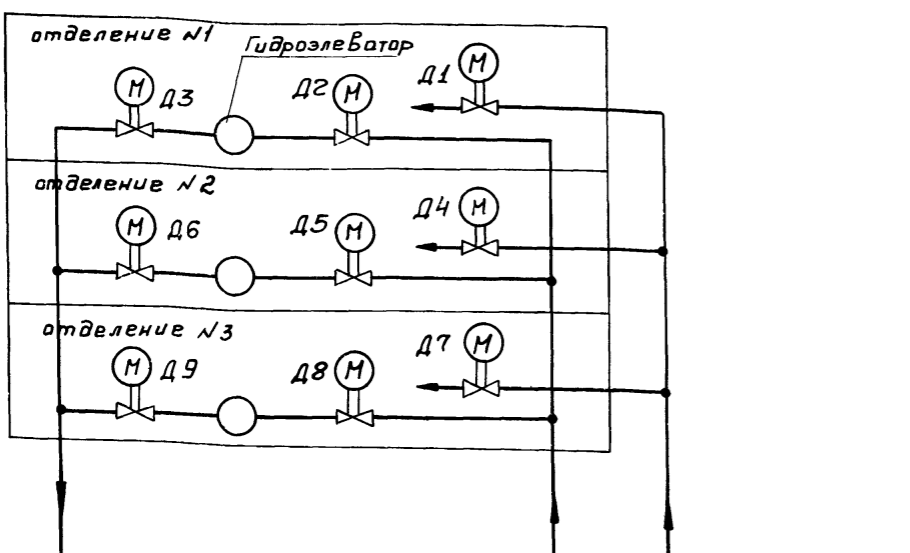 отделение №1
Гидроэлеватор
М
Д3
Д2
М
Д1
М
отделение №2
М
Д6
Д5
М
Д4
М
отделение №3
М
Д9
Д8
М
Д7
М